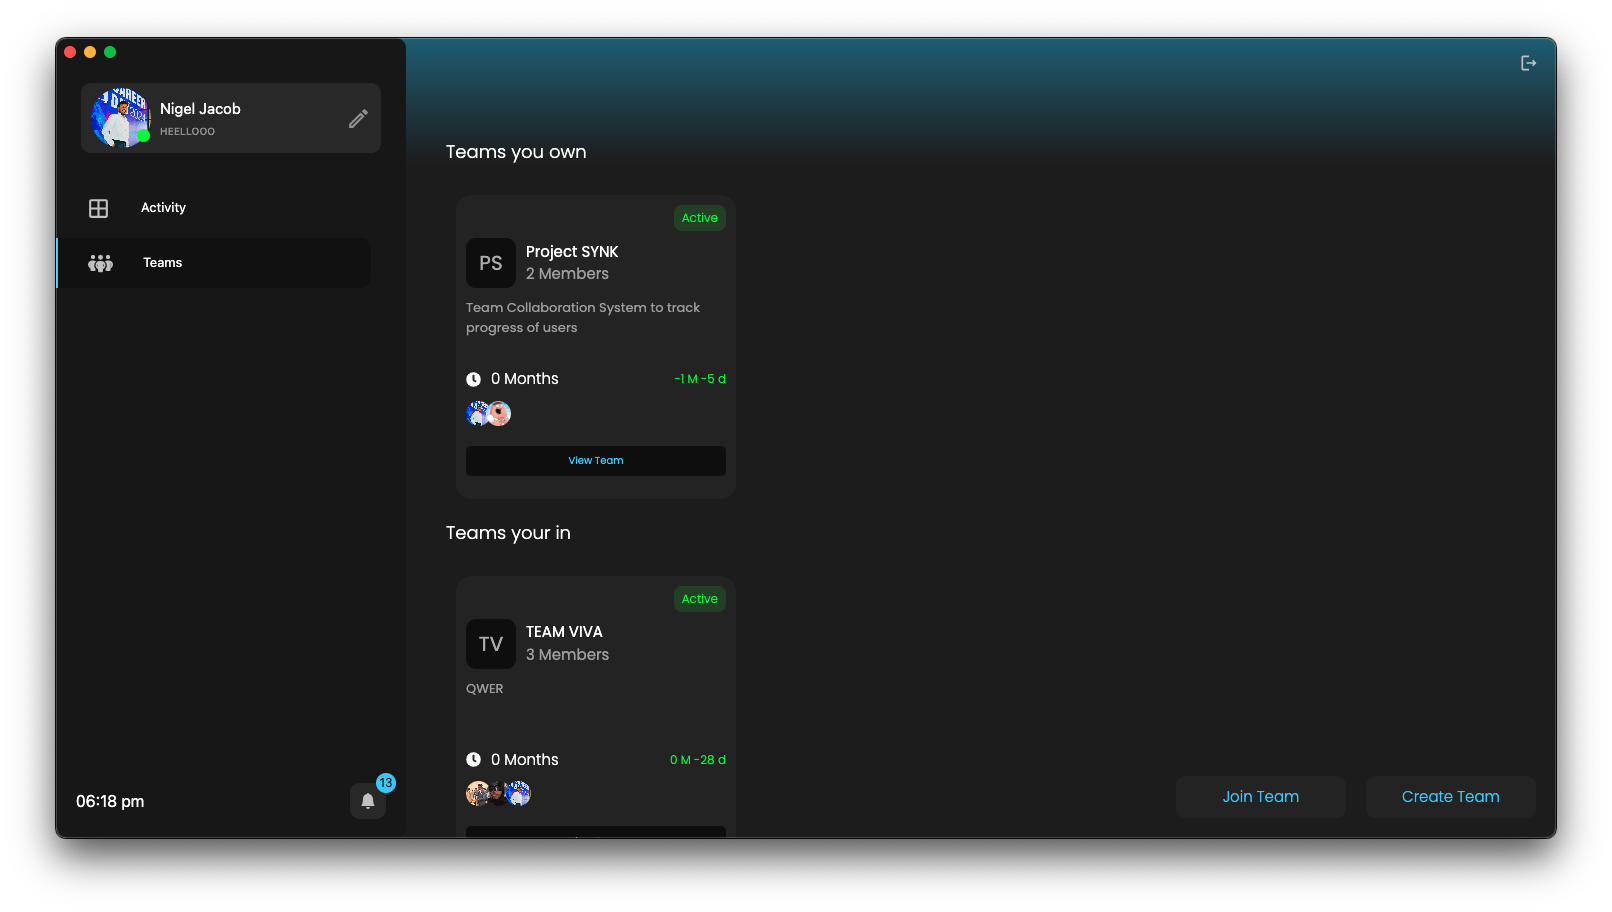 CAREER
2024
Nigel Jacob
HEELLOOO
Activity
Teams
06:18 pm
13
Teams you own
Active
PS
Project SYNK
2 Members
Team Collaboration System to track
progress of users
0 Months
-1 M -5 d
View Team
Teams your in
Active
TV
TEAM VIVA
3 Members
QWER
0 Months
0 M -28 d
Join Team
Create Team